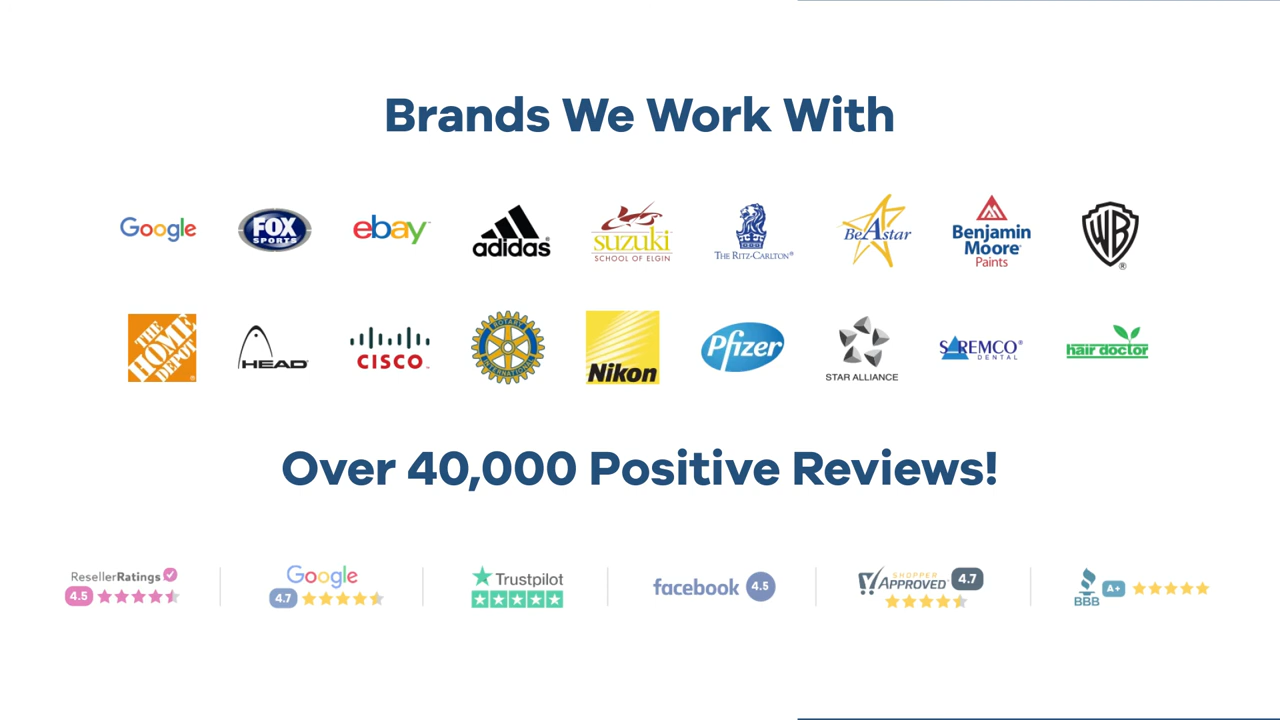 Brands We Work With
Google
FOX
SPORTS
ebay™
adidas®
suzuki
SCHOOL OF ELGIN
THE RITZ-CARLTON®
BeAstar
Benjamin
Moore®
Paints
WB
®
THE
HOME
DEPOT
HEAD
CISCO
ROTARY
INTERNATIONAL
Nikon
Pfizer
STAR ALLIANCE
SAREMCO®
DENTAL
hair doctor
Over 40,000 Positive Reviews!
ResellerRatings
4.5
Google
4.7
Trustpilot
facebook 4.5
SHOPPER
APPROVED® 4.7
BBB
A+